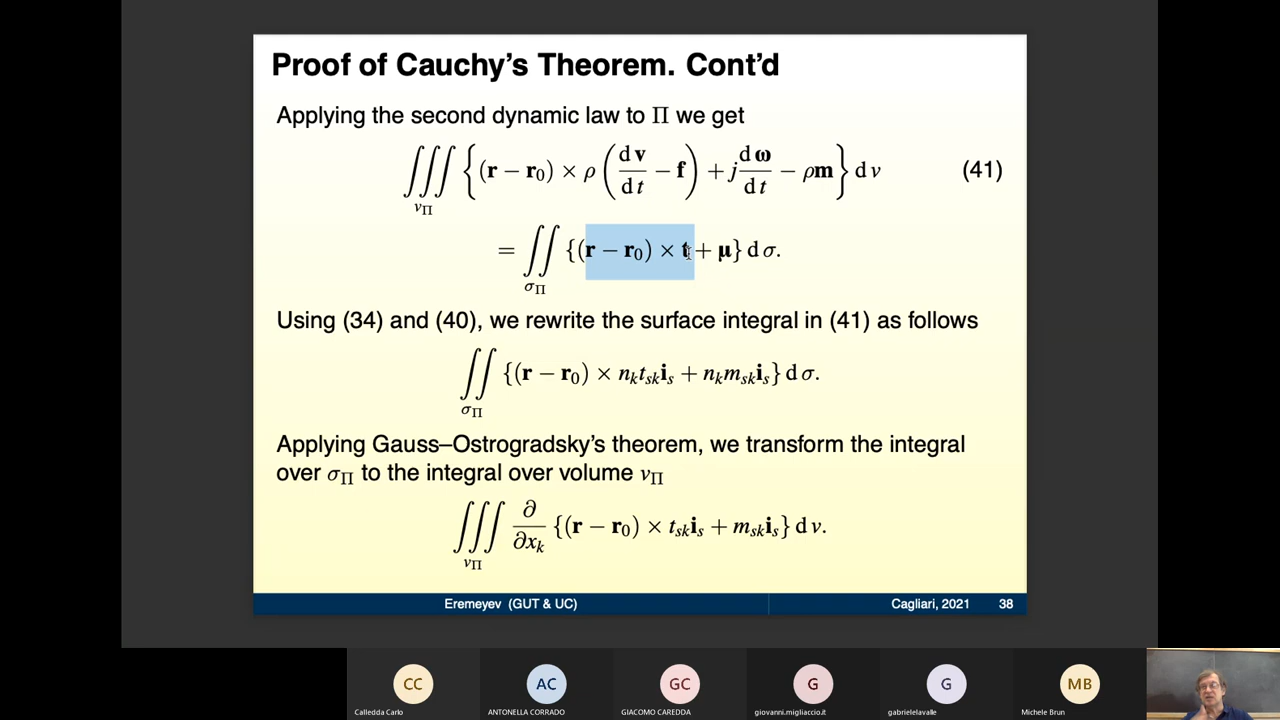 Proof of Cauchy's Theorem. Cont'd
Applying the second dynamic law to Π we get
∭_{v_Π} { (r − r₀) × ρ ( dv/dt − f ) + j dω/dt − ρm } dv (41)
= ∬_{σ_Π} {(r − r₀) × t + μ} dσ.
Using (34) and (40), we rewrite the surface integral in (41) as follows
∬_{σ_Π} {(r − r₀) × n_k t_{sk} i_s + n_k m_{sk} i_s} dσ.
Applying Gauss–Ostrogradsky's theorem, we transform the integral
over σ_Π to the integral over volume v_Π
∭_{v_Π} ∂/∂x_k {(r − r₀) × t_{sk} i_s + m_{sk} i_s} dv.
Eremeyev (GUT & UC) Cagliari, 2021 38
CC AC GC G G MB
Calledda Carlo ANTONELLA CORRADO GIACOMO CAREDDA giovanni.migliaccio.it gabrielelavalle Michele Brun